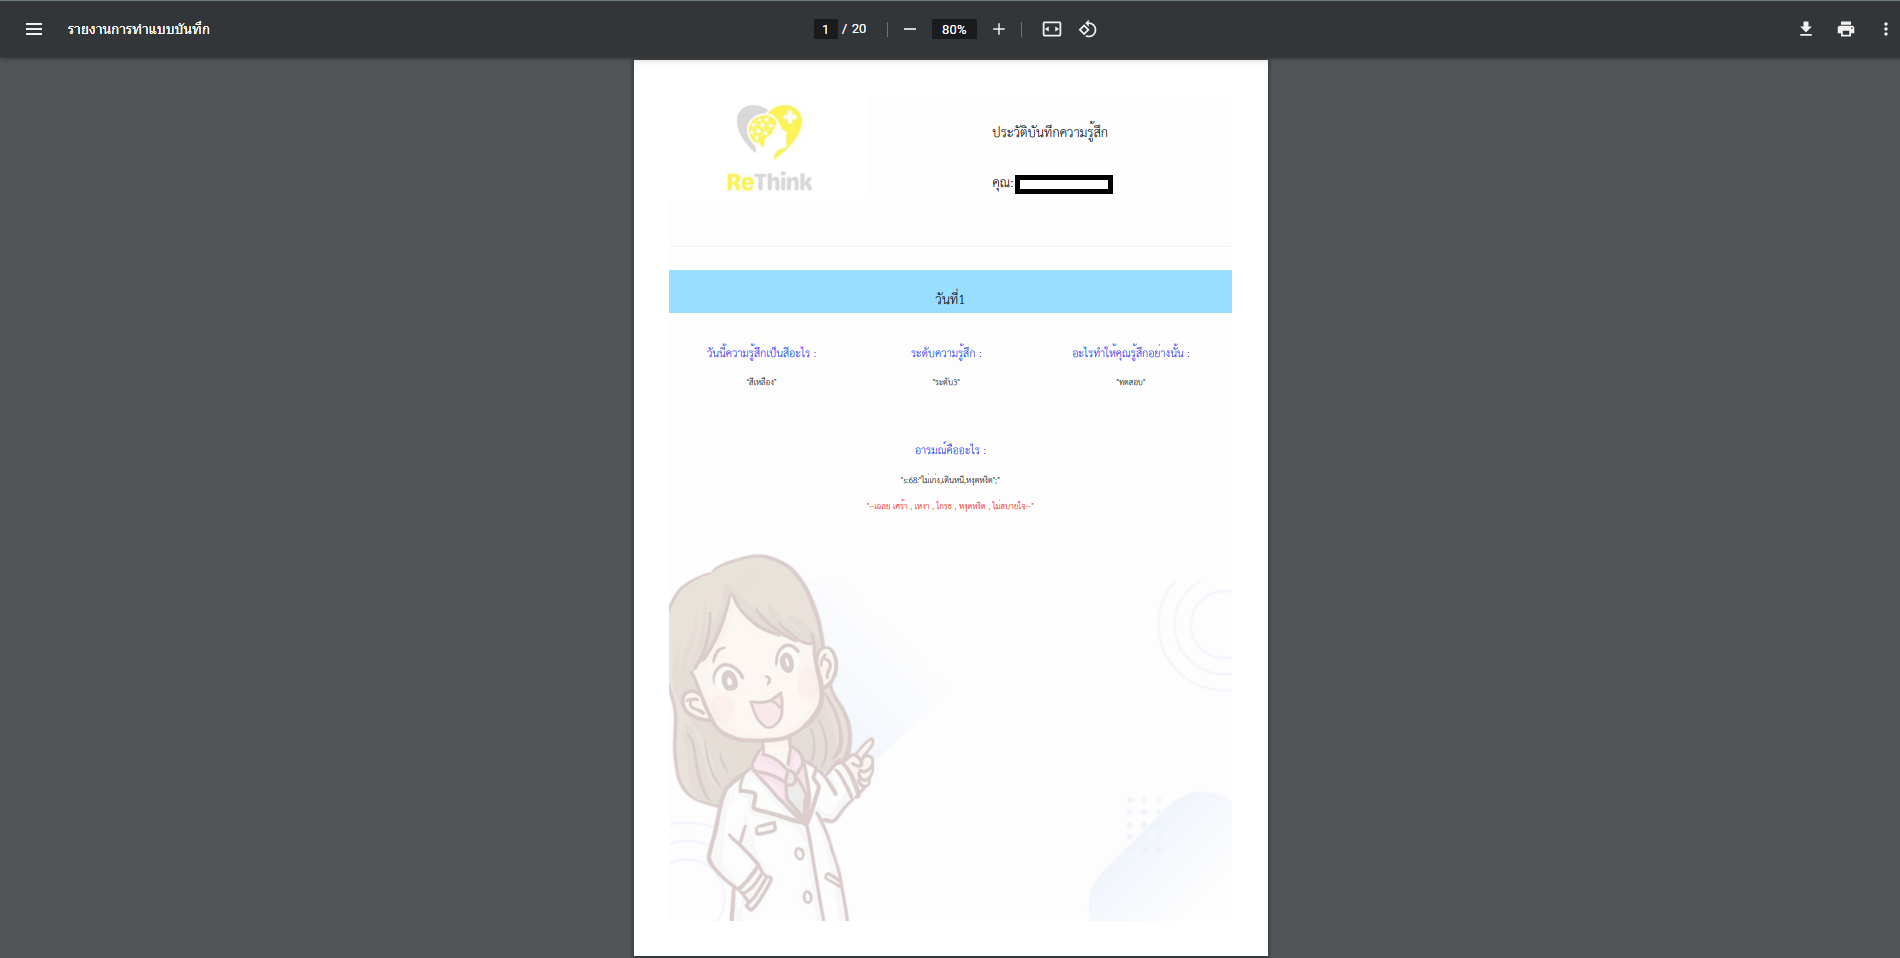 รายงานการทำแบบบันทึก
1 / 20
80%
ReThink
ประวัติบันทึกความรู้สึก
คุณ:
วันที่1
วันนี้ความรู้สึกเป็นสีอะไร :
ระดับความรู้สึก :
อะไรทำให้คุณรู้สึกอย่างนั้น :
"สีเหลือง"
"ระดับ3"
"ทดสอบ"
อารมณ์คืออะไร :
"s:68:"ไม่เก่ง,เดินหนี,หงุดหงิด";"
"--เฉลย เศร้า , เหงา , โกรธ , หงุดหงิด , ไม่สบายใจ--"